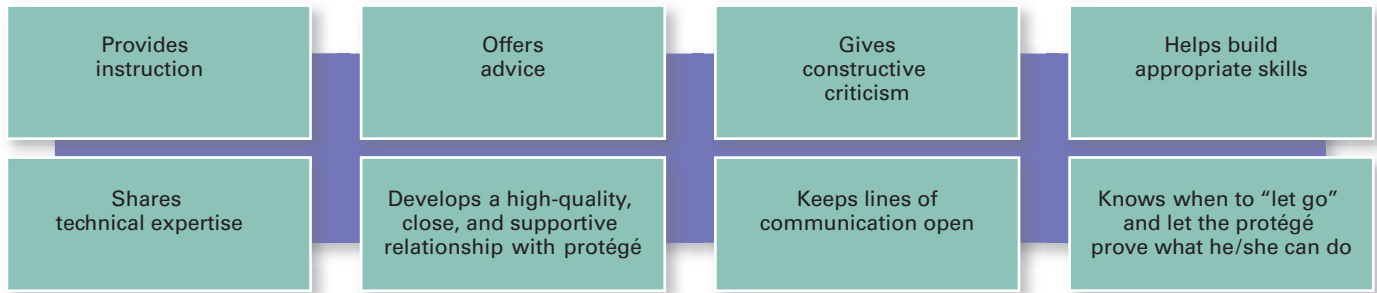 Provides
instruction
Offers
advice
Gives
constructive
criticism
Helps build
appropriate skills
Shares
technical expertise
Develops a high-quality,
close, and supportive
relationship with protégé
Keeps lines of
communication open
Knows when to “let go”
and let the protégé
prove what he/she can do